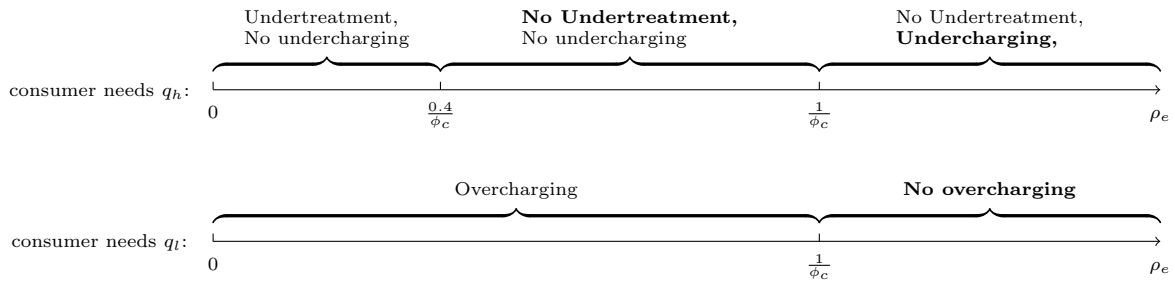 Undertreatment,
No undercharging
No Undertreatment,
No undercharging
No Undertreatment,
Undercharging,
consumer needs q_h:
0
0.4/ϕ_c
1/ϕ_c
ρ_e
Overcharging
No overcharging
consumer needs q_l:
0
1/ϕ_c
ρ_e